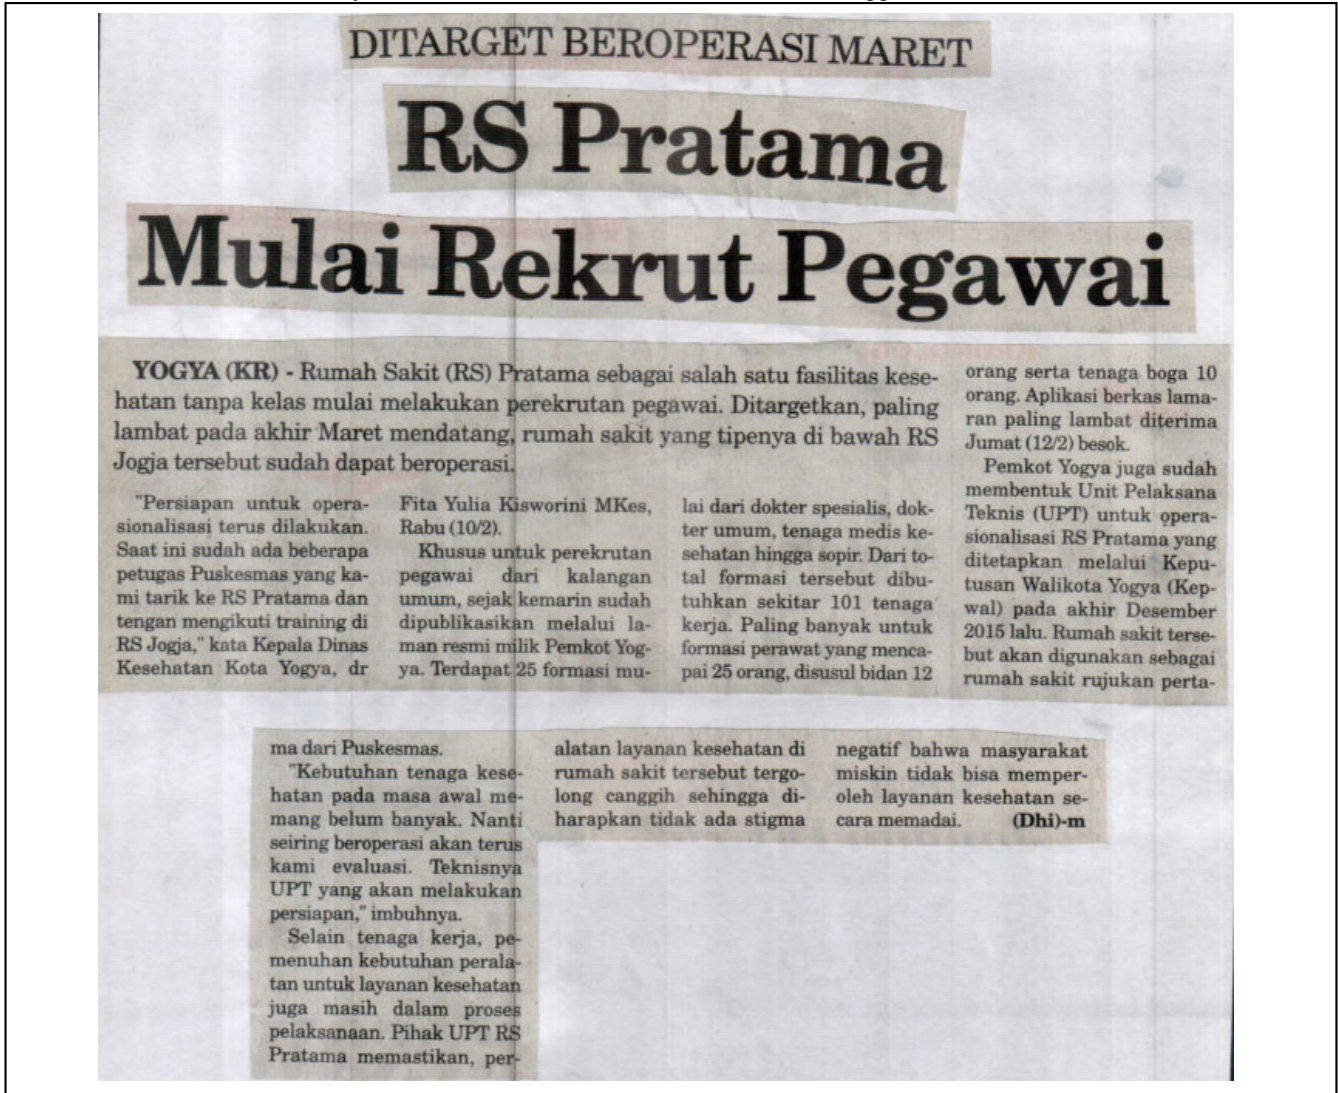 DITARGET BEROPERASI MARET
RS Pratama
Mulai Rekrut Pegawai
YOGYA (KR) - Rumah Sakit (RS) Pratama sebagai salah satu fasilitas kese-
hatan tanpa kelas mulai melakukan perekrutan pegawai. Ditargetkan, paling
lambat pada akhir Maret mendatang, rumah sakit yang tipenya di bawah RS
Jogja tersebut sudah dapat beroperasi.
"Persiapan untuk opera-
sionalisasi terus dilakukan.
Saat ini sudah ada beberapa
petugas Puskesmas yang ka-
mi tarik ke RS Pratama dan
tengan mengikuti training di
RS Jogja," kata Kepala Dinas
Kesehatan Kota Yogya, dr
Fita Yulia Kisworini MKes,
Rabu (10/2).
Khusus untuk perekrutan
pegawai dari kalangan
umum, sejak kemarin sudah
dipublikasikan melalui la-
man resmi milik Pemkot Yog-
ya. Terdapat 25 formasi mu-
lai dari dokter spesialis, dok-
ter umum, tenaga medis ke-
sehatan hingga sopir. Dari to-
tal formasi tersebut dibu-
tuhkan sekitar 101 tenaga
kerja. Paling banyak untuk
formasi perawat yang menca-
pai 25 orang, disusul bidan 12
orang serta tenaga boga 10
orang. Aplikasi berkas lama-
ran paling lambat diterima
Jumat (12/2) besok.
Pemkot Yogya juga sudah
membentuk Unit Pelaksana
Teknis (UPT) untuk opera-
sionalisasi RS Pratama yang
ditetapkan melalui Kepu-
tusan Walikota Yogya (Kep-
wal) pada akhir Desember
2015 lalu. Rumah sakit terse-
but akan digunakan sebagai
rumah sakit rujukan perta-
ma dari Puskesmas.
"Kebutuhan tenaga kese-
hatan pada masa awal me-
mang belum banyak. Nanti
seiring beroperasi akan terus
kami evaluasi. Teknisnya
UPT yang akan melakukan
persiapan," imbuhnya.
Selain tenaga kerja, pe-
menuhan kebutuhan perala-
tan untuk layanan kesehatan
juga masih dalam proses
pelaksanaan. Pihak UPT RS
Pratama memastikan, per-
alatan layanan kesehatan di
rumah sakit tersebut tergo-
long canggih sehingga di-
harapkan tidak ada stigma
negatif bahwa masyarakat
miskin tidak bisa memper-
oleh layanan kesehatan se-
cara memadai. (Dhi)-m